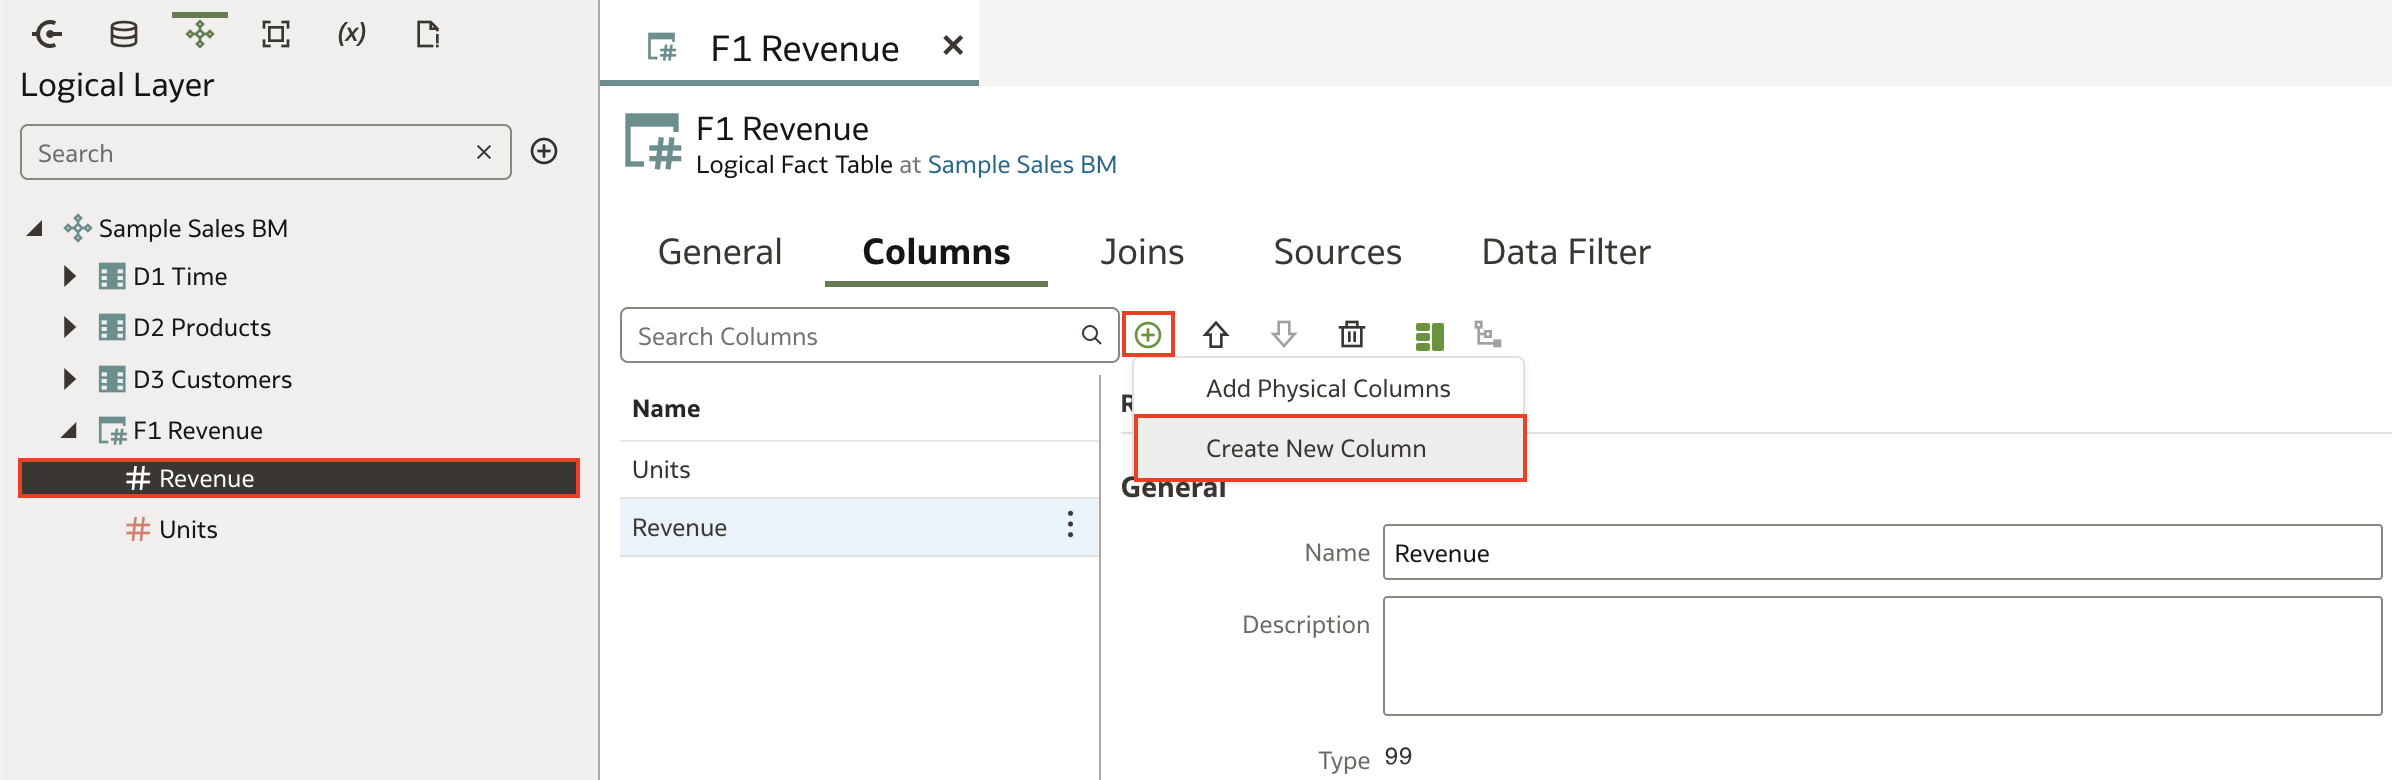 (x)
Logical Layer
Search
Sample Sales BM
D1 Time
D2 Products
D3 Customers
F1 Revenue
Revenue
Units
F1 Revenue
F1 Revenue
Logical Fact Table at Sample Sales BM
General Columns Joins Sources Data Filter
Search Columns
Add Physical Columns
Create New Column
Name
Units
Revenue
General
Name Revenue
Description
Type 99